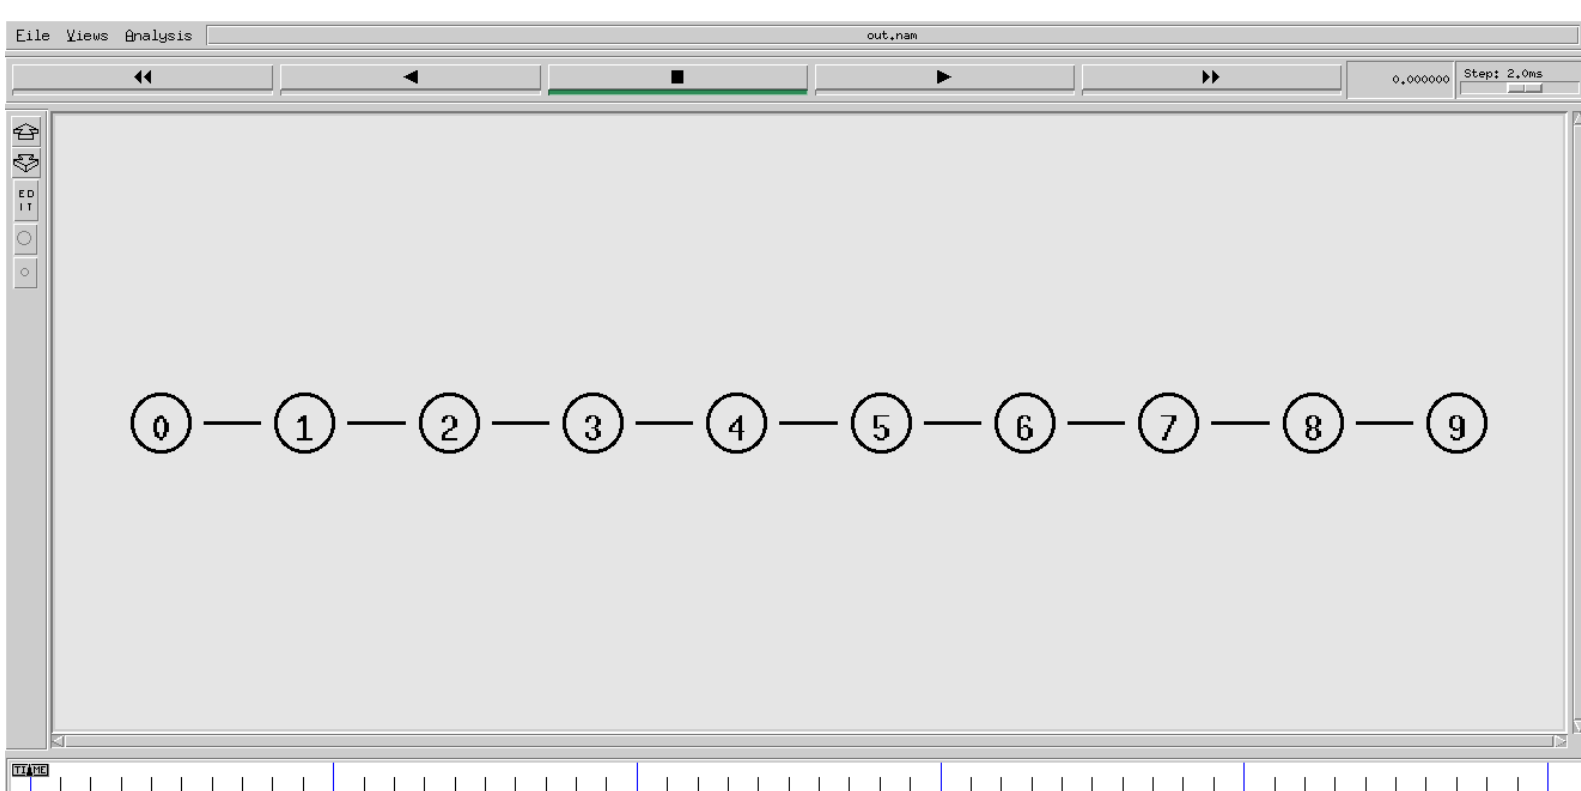 File Views Analysis out.nam
0.000000 Step: 2.0ms
ED
IT
0 1 2 3 4 5 6 7 8 9
TIME